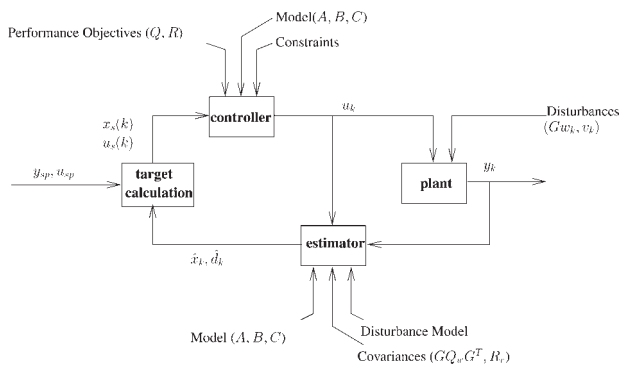 Model(A, B, C)
Performance Objectives (Q, R)
Constraints
controller
u_k
x_s(k)
u_s(k)
Disturbances
(Gw_k, v_k)
y_sp, u_sp
target
calculation
plant
y_k
estimator
x̂_k, d̂_k
Model (A, B, C)
Disturbance Model
Covariances (GQ_wG^T, R_v)